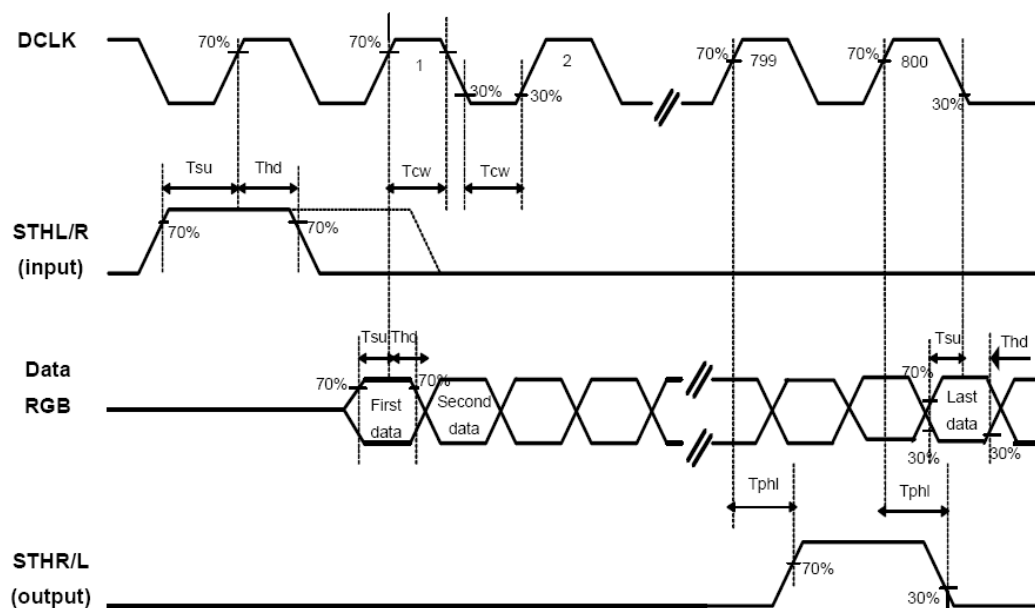 DCLK
70%
70%
1
30%
30%
2
70%
799
70%
800
30%
Tsu
Thd
Tcw
Tcw
STHL/R
(input)
70%
70%
Data
RGB
Tsu
Thd
70%
70%
First
data
Second
data
Tsu
Thd
70%
Last
data
30%
30%
Tphl
Tphl
STHR/L
(output)
70%
30%